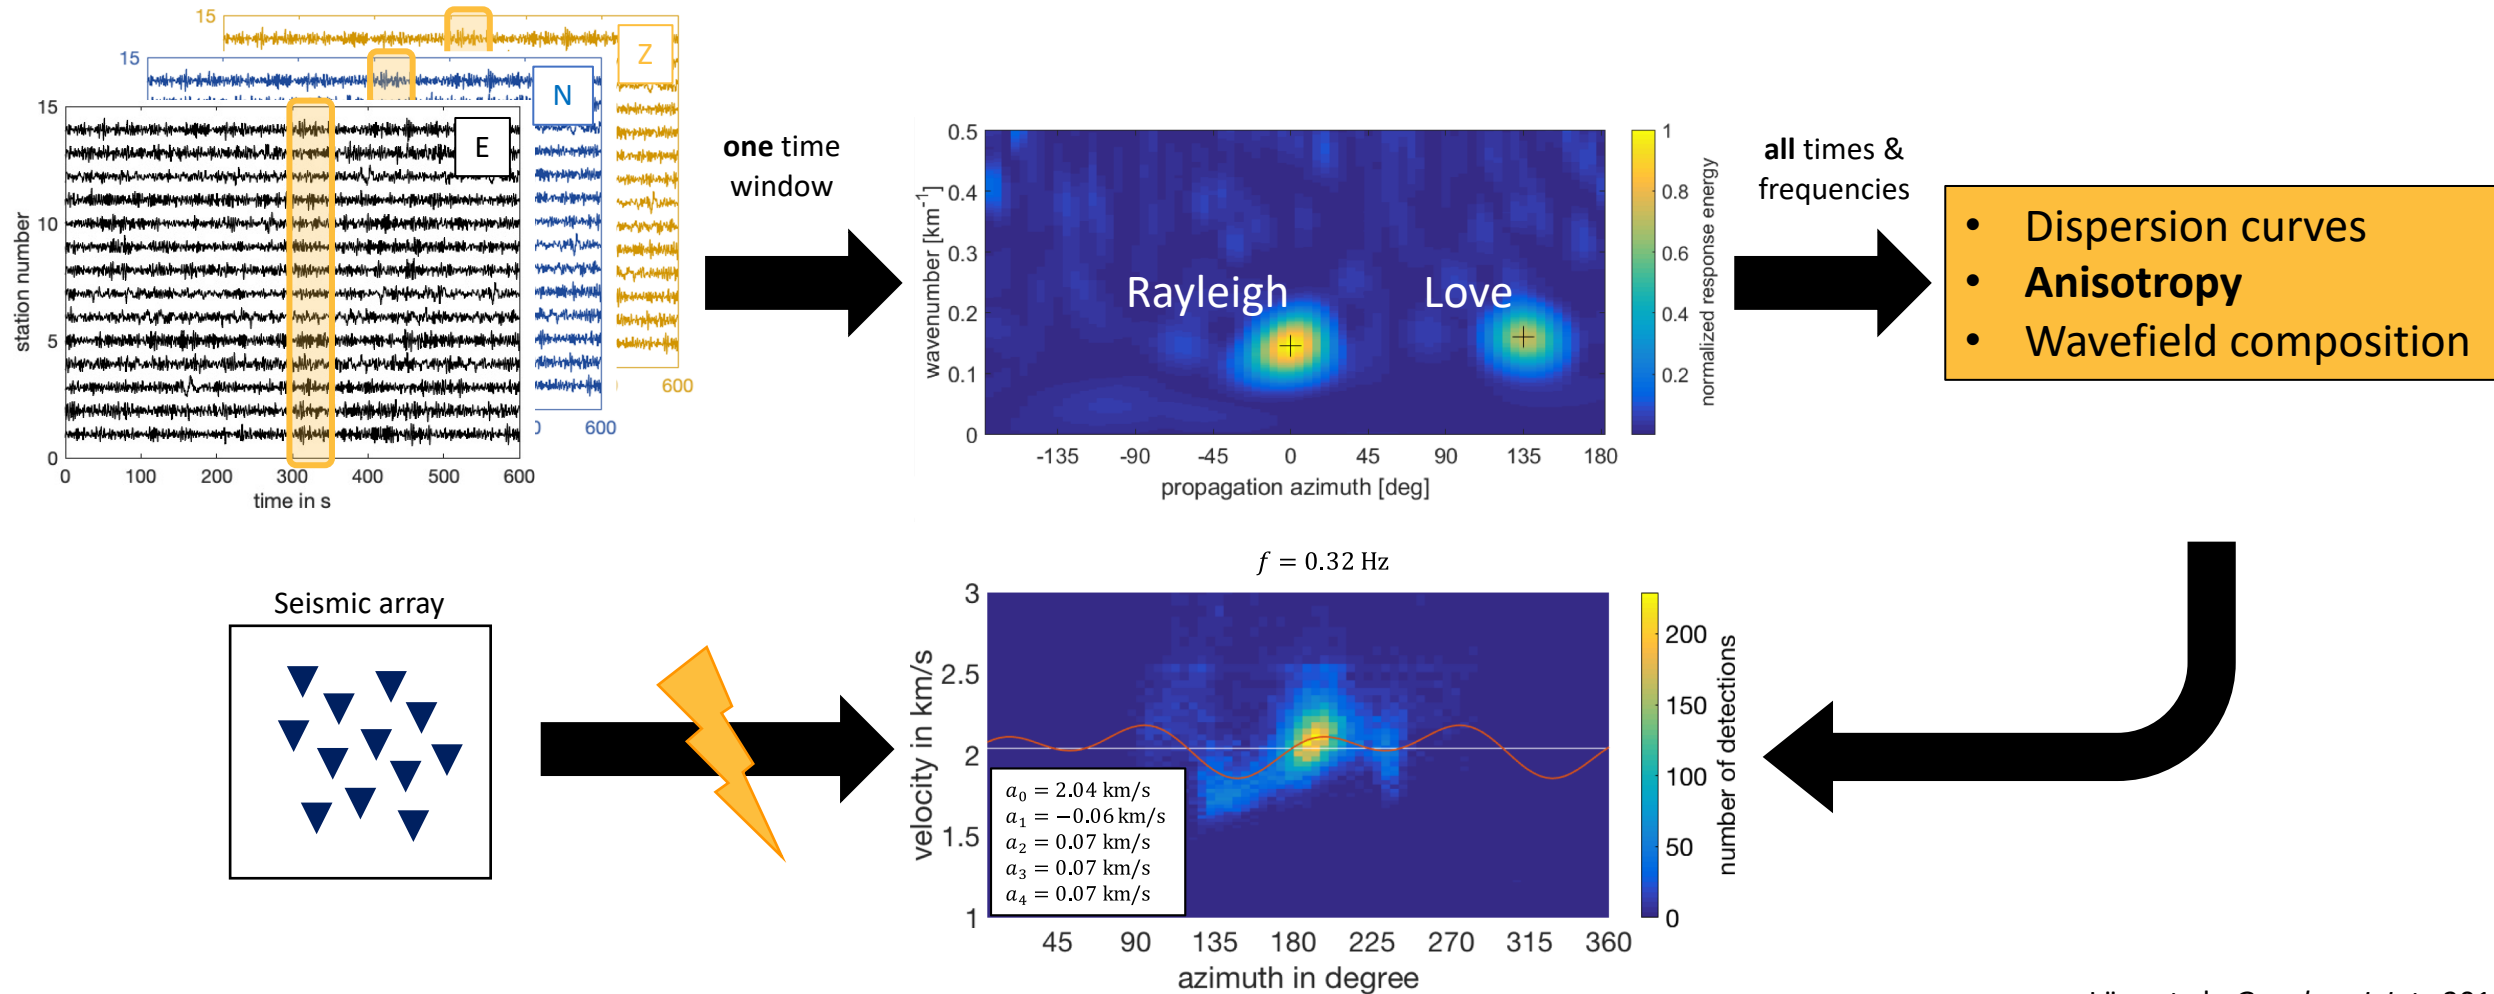 15
Z
600
15
N
600
15
E
10
5
0
station number
0 100 200 300 400 500 600
time in s
one time
window
0.5
0.4
0.3
0.2
0.1
0
wavenumber [km-1]
Rayleigh
Love
-135 -90 -45 0 45 90 135 180
propagation azimuth [deg]
1
0.8
0.6
0.4
0.2
normalized response energy
all times &
frequencies
• Dispersion curves
• Anisotropy
• Wavefield composition
Seismic array
f = 0.32 Hz
3
2.5
2
1.5
1
velocity in km/s
a0 = 2.04 km/s
a1 = −0.06 km/s
a2 = 0.07 km/s
a3 = 0.07 km/s
a4 = 0.07 km/s
45 90 135 180 225 270 315 360
azimuth in degree
200
150
100
50
0
number of detections